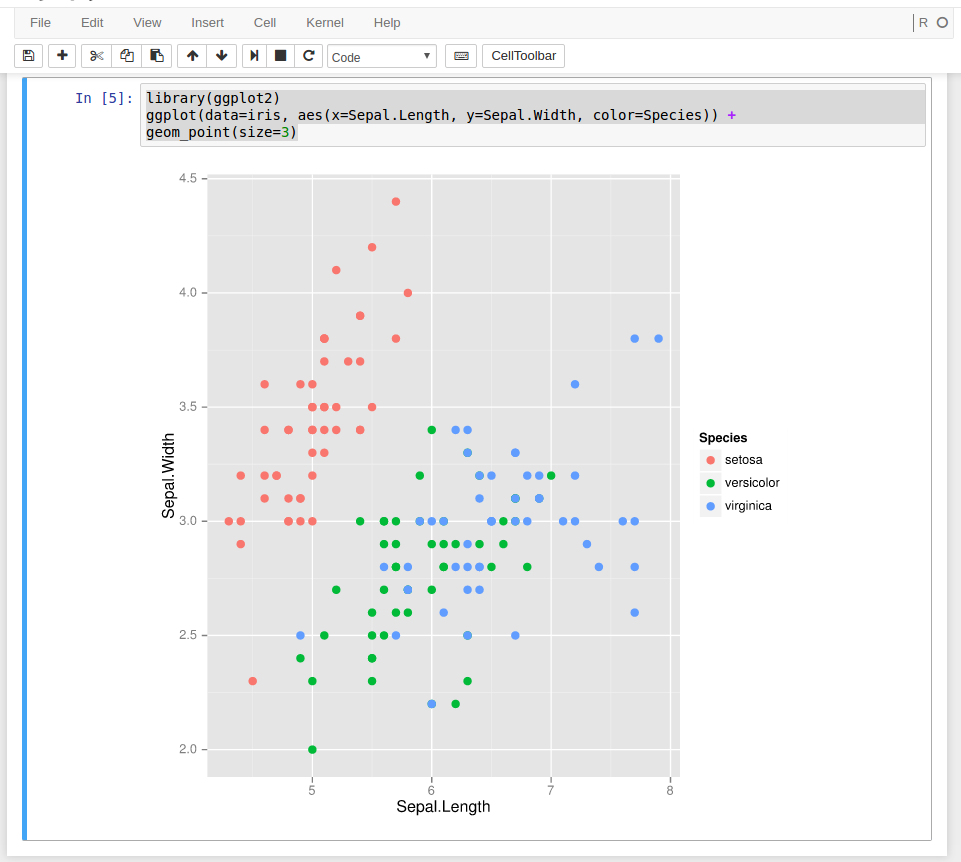 File Edit View Insert Cell Kernel Help R
Code CellToolbar
In [5]: library(ggplot2)
ggplot(data=iris, aes(x=Sepal.Length, y=Sepal.Width, color=Species)) +
geom_point(size=3)
4.5
4.0
3.5
3.0
2.5
2.0
Sepal.Width
5 6 7 8
Sepal.Length
Species
setosa
versicolor
virginica